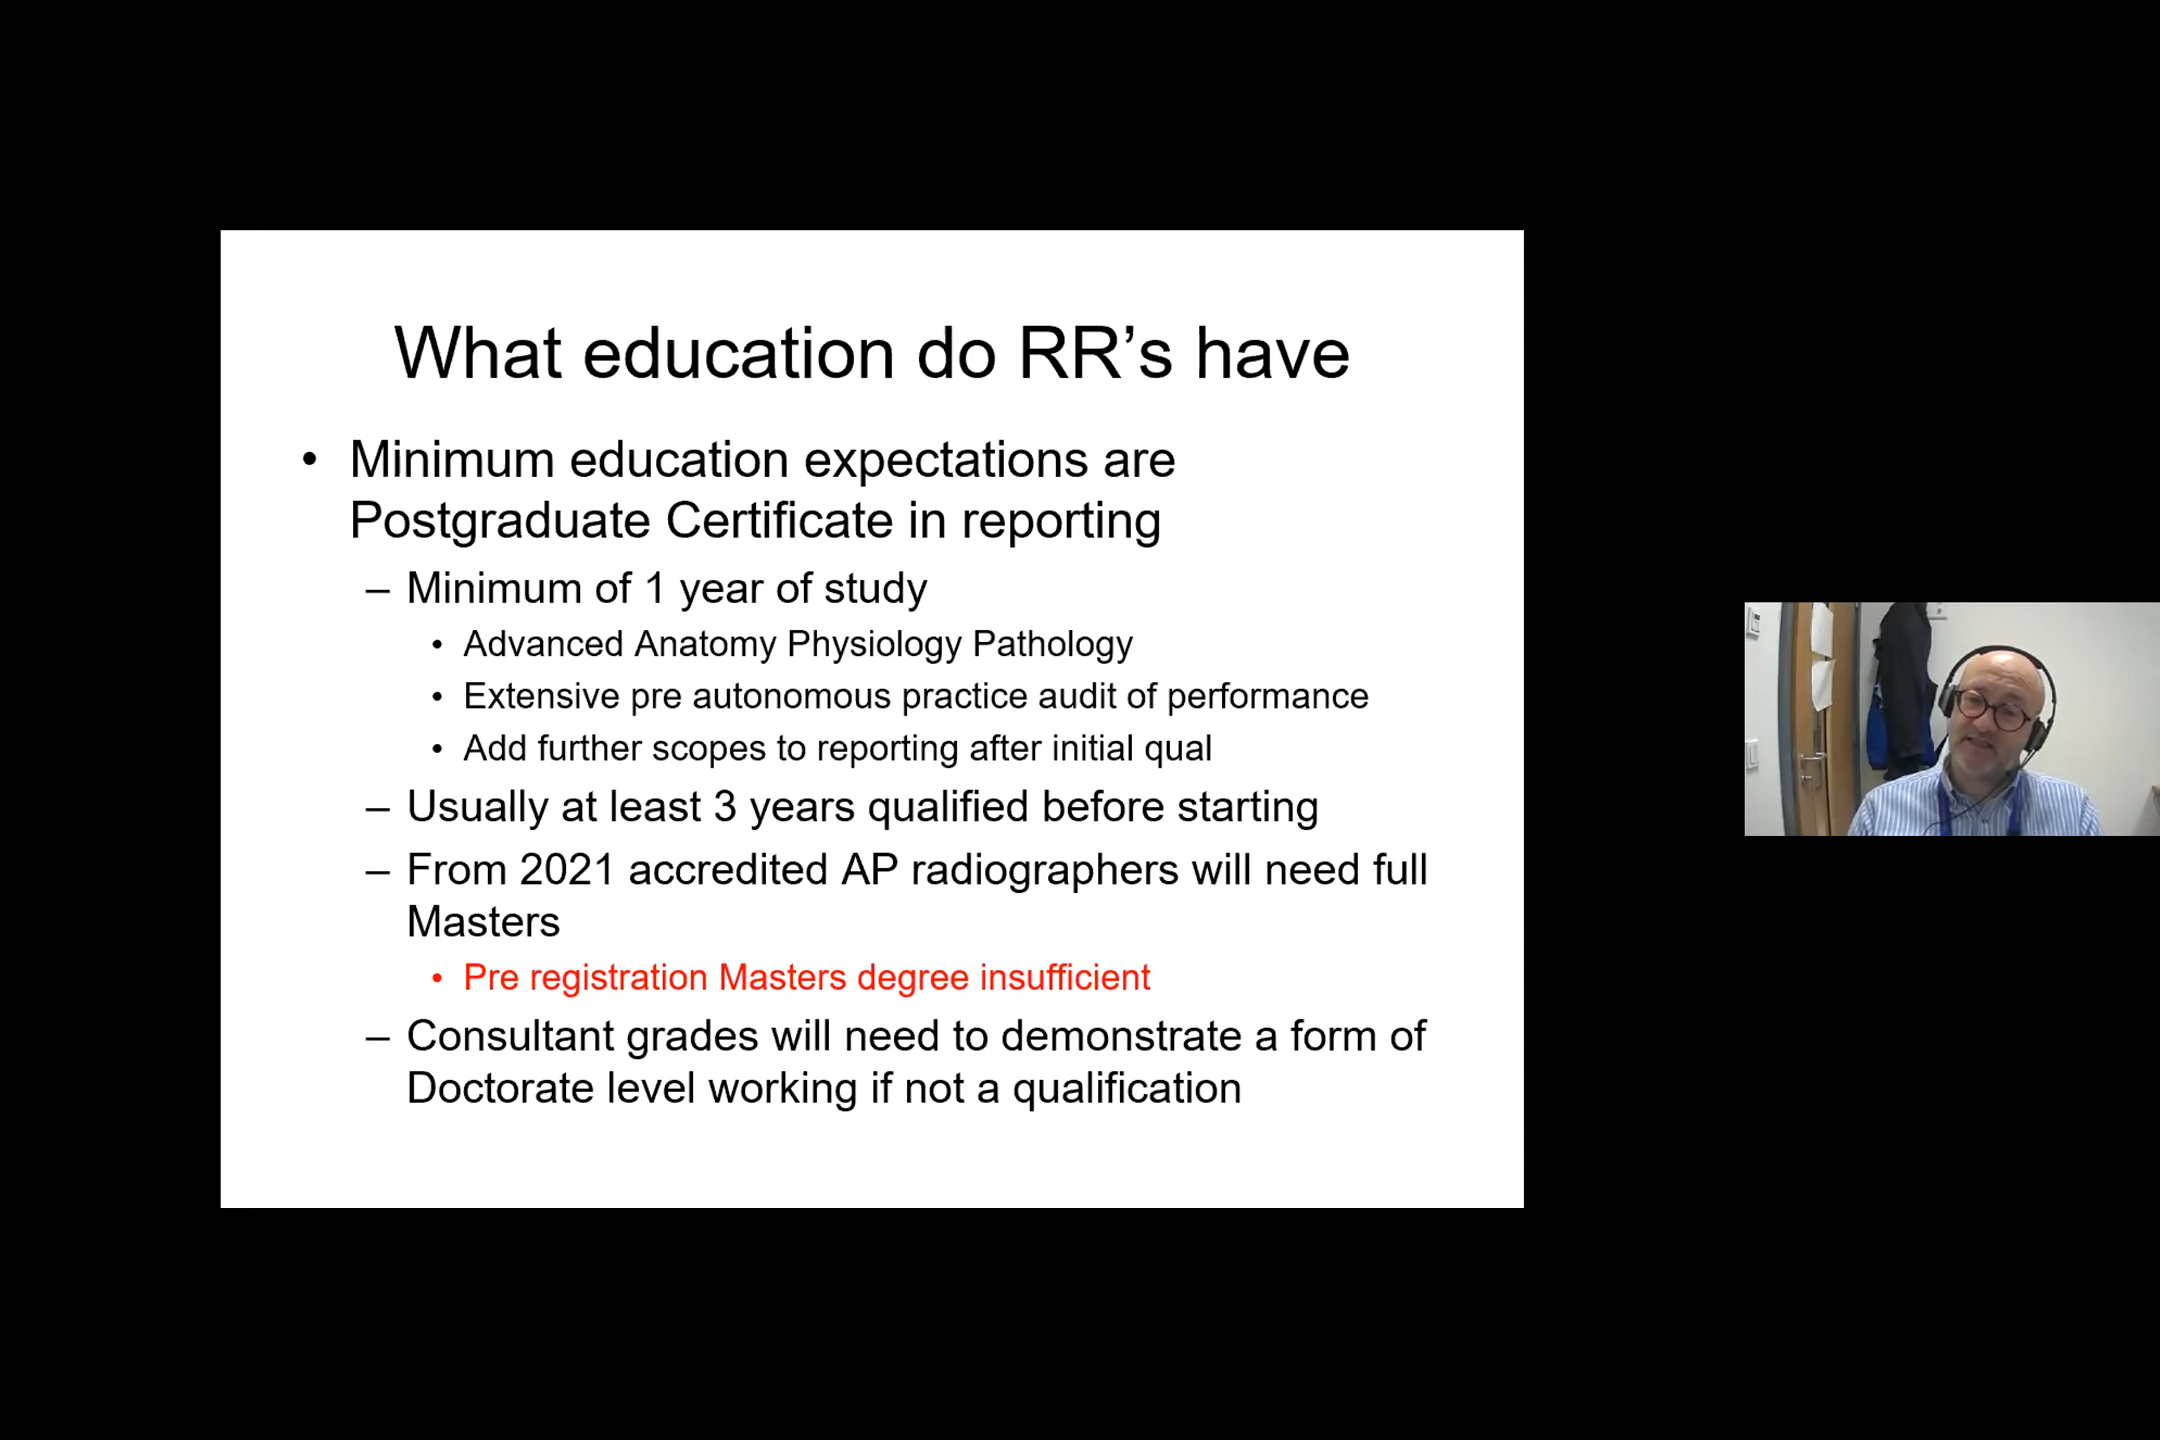 What education do RR’s have
• Minimum education expectations are
Postgraduate Certificate in reporting
– Minimum of 1 year of study
• Advanced Anatomy Physiology Pathology
• Extensive pre autonomous practice audit of performance
• Add further scopes to reporting after initial qual
– Usually at least 3 years qualified before starting
– From 2021 accredited AP radiographers will need full
Masters
• Pre registration Masters degree insufficient
– Consultant grades will need to demonstrate a form of
Doctorate level working if not a qualification